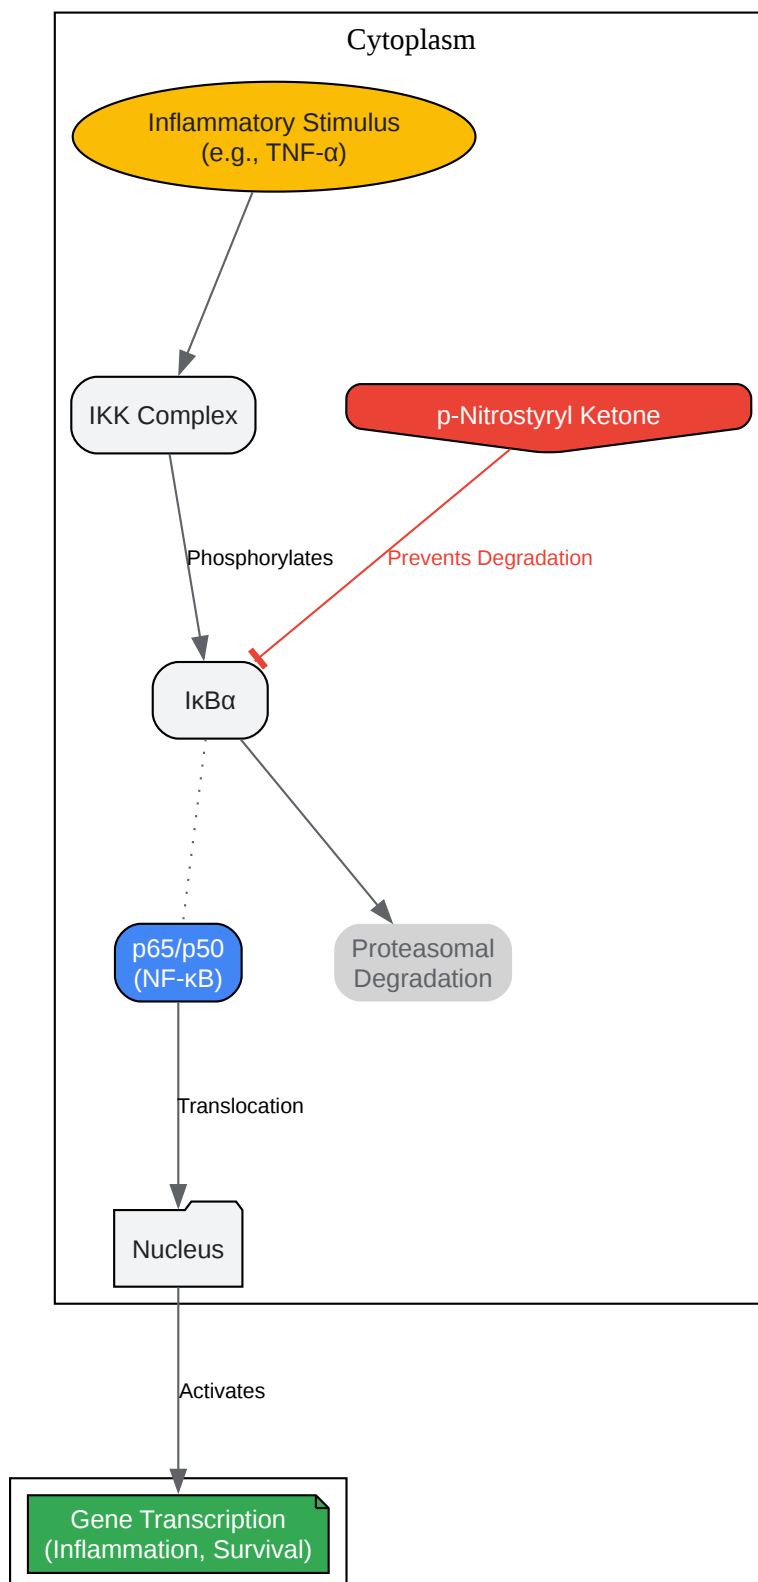 Cytoplasm
Inflammatory Stimulus
(e.g., TNF-α)
IKK Complex
p-Nitrostyryl Ketone
Phosphorylates
Prevents Degradation
IκBα
p65/p50
(NF-κB)
Proteasomal
Degradation
Translocation
Nucleus
Activates
Gene Transcription
(Inflammation, Survival)